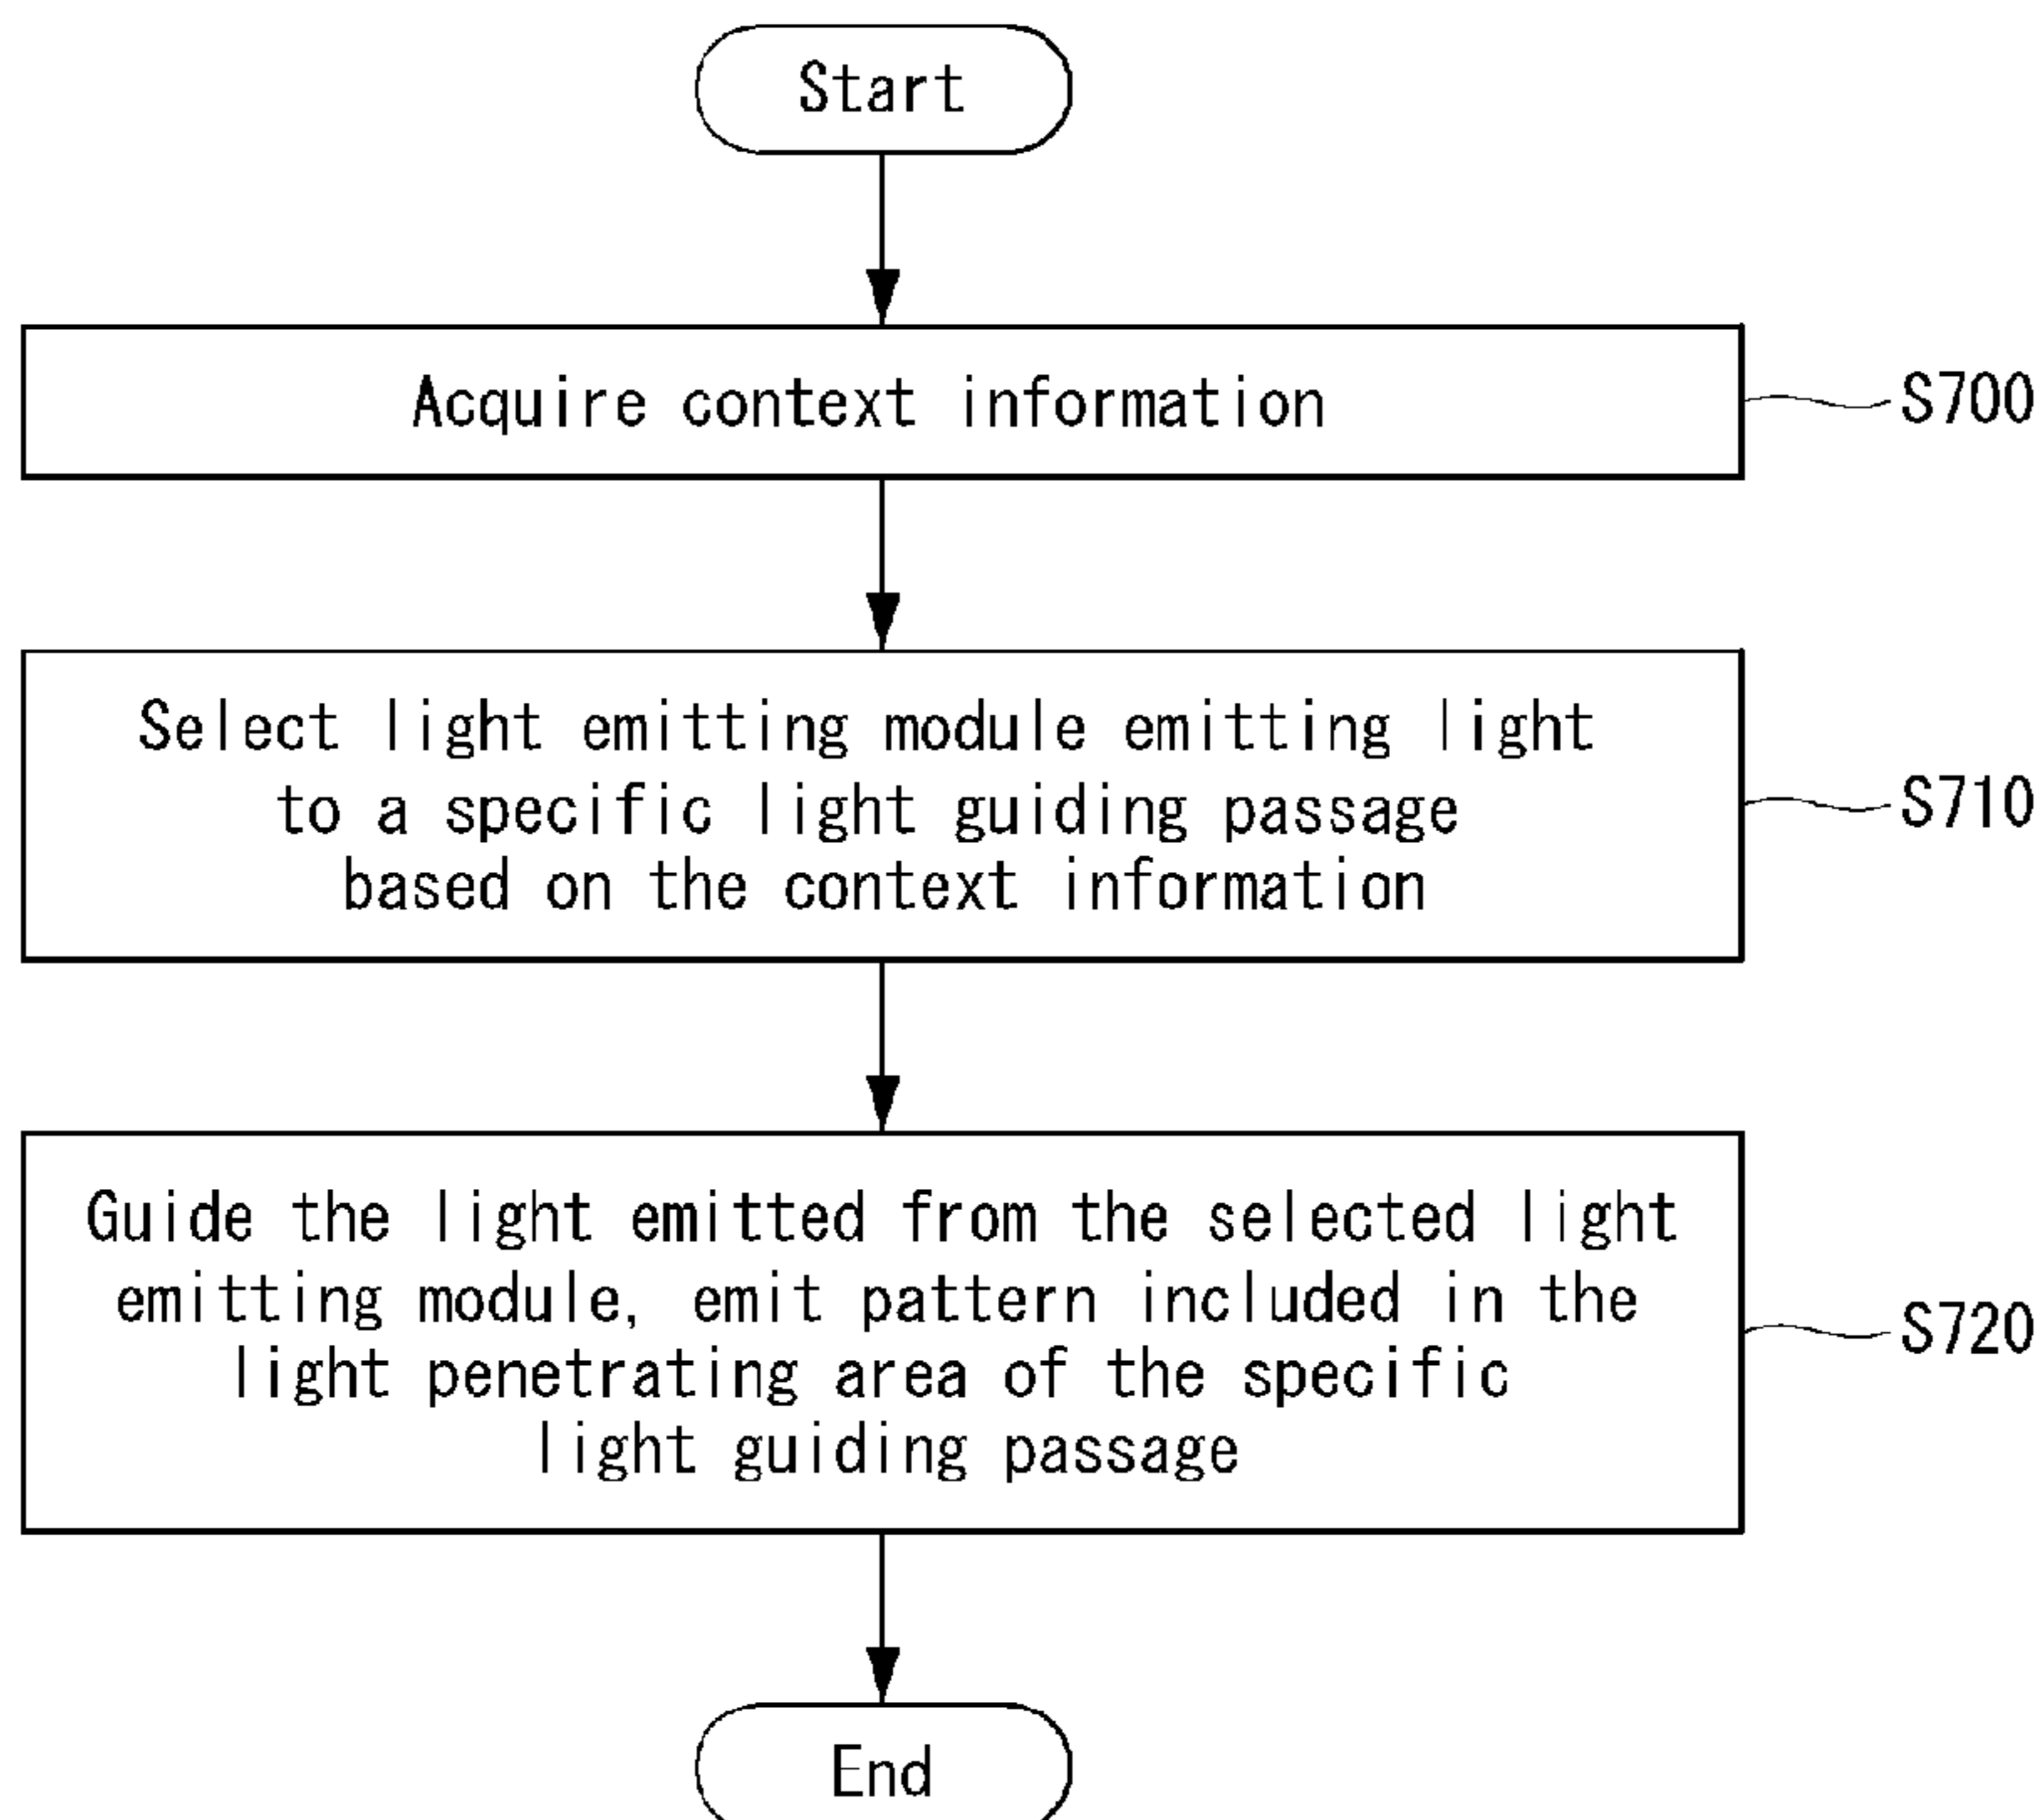 Start
Acquire context information
S700
Select light emitting module emitting light
to a specific light guiding passage
based on the context information
S710
Guide the light emitted from the selected light
emitting module, emit pattern included in the
light penetrating area of the specific
light guiding passage
S720
End